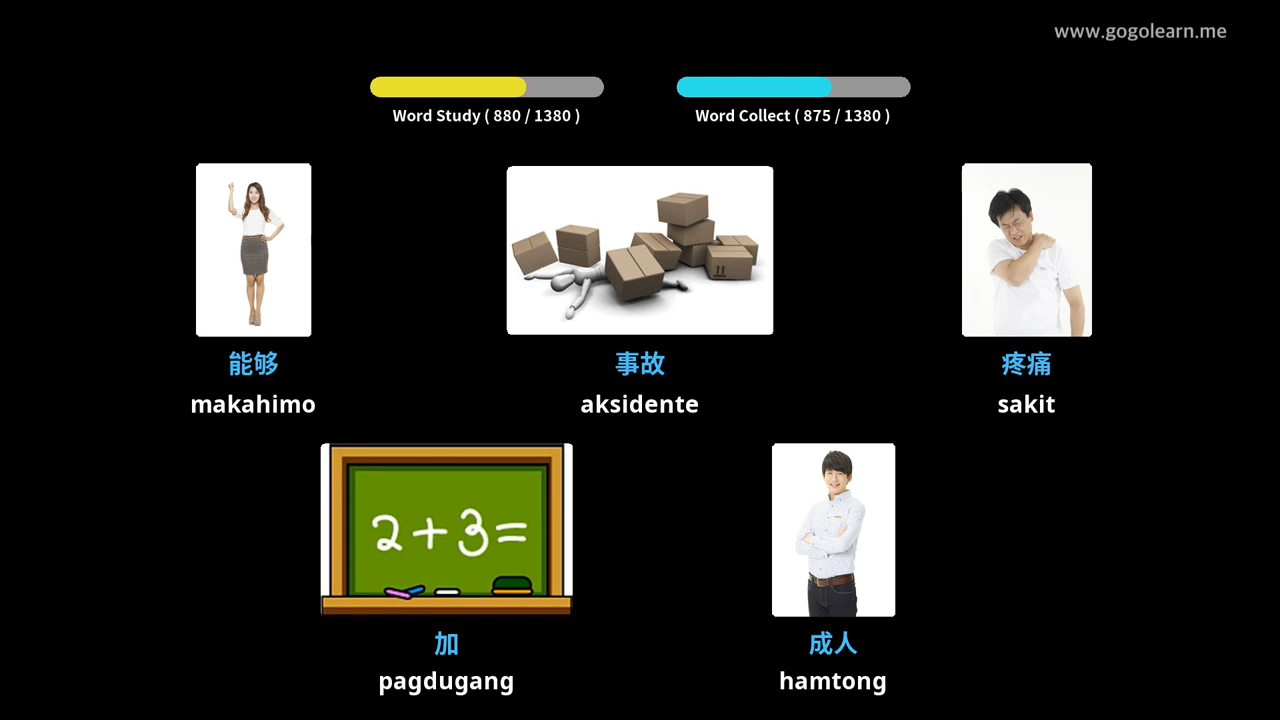 www.gogolearn.me
Word Study ( 880 / 1380 )
Word Collect ( 875 / 1380 )
能够
makahimo
事故
aksidente
疼痛
sakit
2+3=
加
pagdugang
成人
hamtong